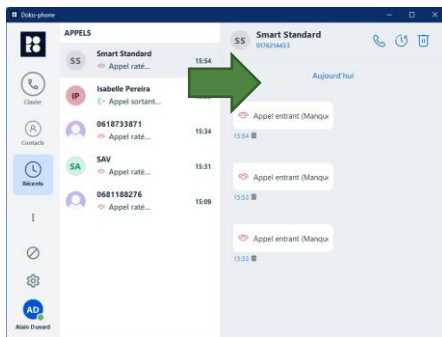 Doko-phone
APPELS
SS
Smart Standard
15:54
Appel raté...
IP
Isabelle Pereira
Appel sortant...
0618733871
15:34
Appel raté...
SA
SAV
15:31
Appel raté...
0681188276
15:09
Appel raté...
Clavier
Contacts
Récents
AD
Alain Duvard
SS
Smart Standard
0176214433
Aujourd'hui
Appel entrant (Manqu
15:54
Appel entrant (Manqu
15:53
Appel entrant (Manqu
15:53